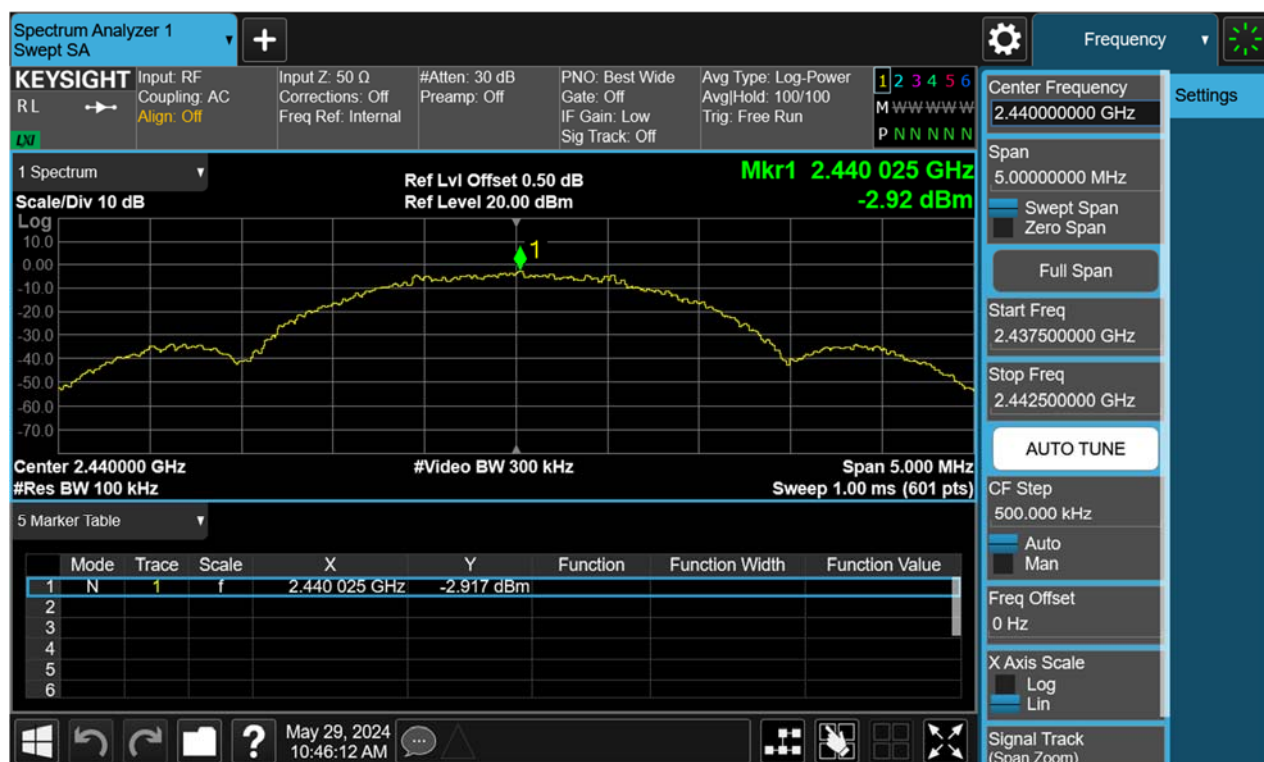 Spectrum Analyzer 1
Swept SA
+
Frequency
KEYSIGHT
R L
LXI
Input: RF
Coupling: AC
Align: Off
Input Z: 50 Ω
Corrections: Off
Freq Ref: Internal
#Atten: 30 dB
Preamp: Off
PNO: Best Wide
Gate: Off
IF Gain: Low
Sig Track: Off
Avg Type: Log-Power
Avg|Hold: 100/100
Trig: Free Run
1 2 3 4 5 6
M W W W W W W
P N N N N N
1 Spectrum
Scale/Div 10 dB
Ref Lvl Offset 0.50 dB
Ref Level 20.00 dBm
Mkr1 2.440 025 GHz
-2.92 dBm
Log
10.0
0.00
-10.0
-20.0
-30.0
-40.0
-50.0
-60.0
-70.0
1
Center 2.440000 GHz
#Res BW 100 kHz
#Video BW 300 kHz
Span 5.000 MHz
Sweep 1.00 ms (601 pts)
5 Marker Table
Mode Trace Scale X Y Function Function Width Function Value
1 N 1 f 2.440 025 GHz -2.917 dBm
2
3
4
5
6
?
May 29, 2024
10:46:12 AM
Center Frequency
2.440000000 GHz
Settings
Span
5.00000000 MHz
Swept Span
Zero Span
Full Span
Start Freq
2.437500000 GHz
Stop Freq
2.442500000 GHz
AUTO TUNE
CF Step
500.000 kHz
Auto
Man
Freq Offset
0 Hz
X Axis Scale
Log
Lin
Signal Track
(Span Zoom)